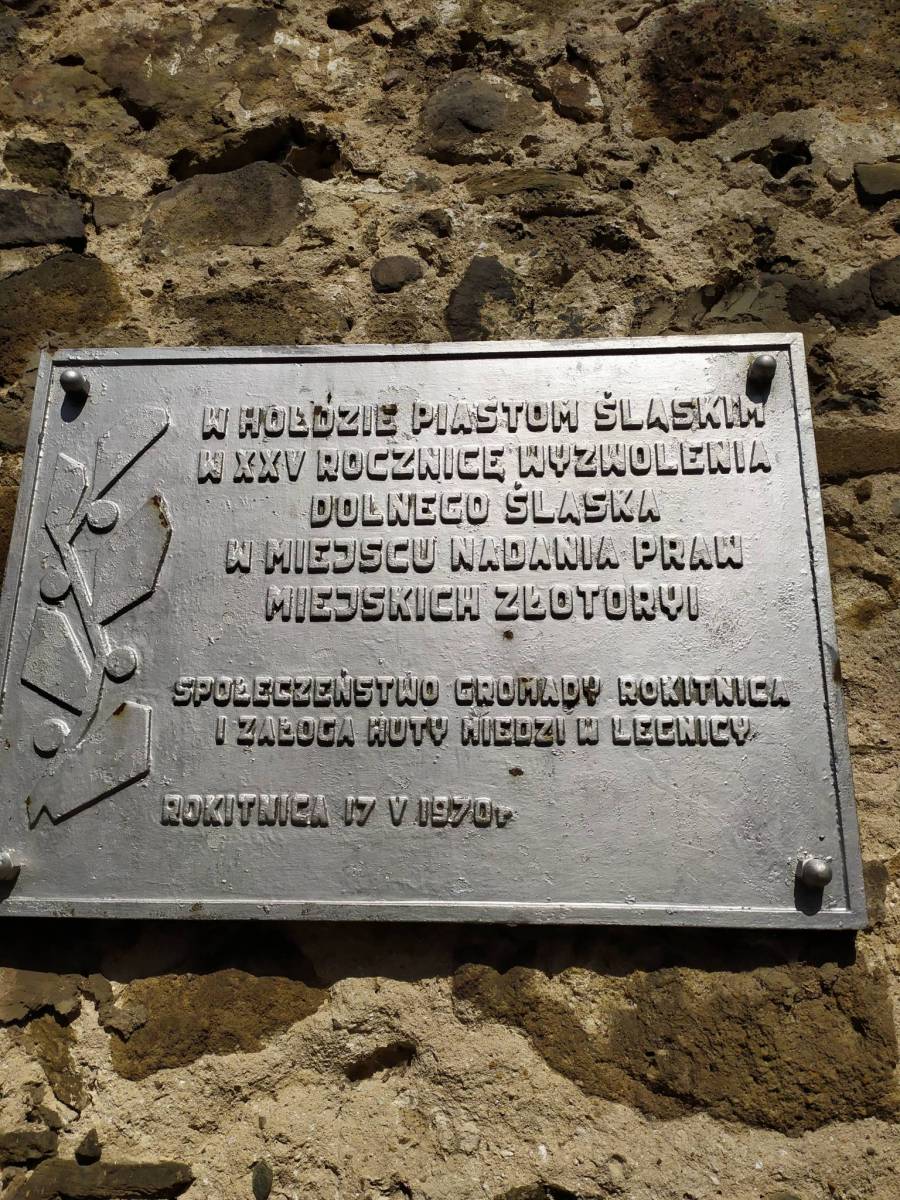 W HOŁDZIE PIASTOM ŚLĄSKIM
W XXV ROCZNICĘ WYZWOLENIA
DOLNEGO ŚLĄSKA
W MIEJSCU NADANIA PRAW
MIEJSKICH ZŁOTORYI
SPOŁECZEŃSTWO GROMADY ROKITNICA
I ZAŁOGA HUTY MIEDZI W LEGNICY
ROKITNICA 17 V 1970 r